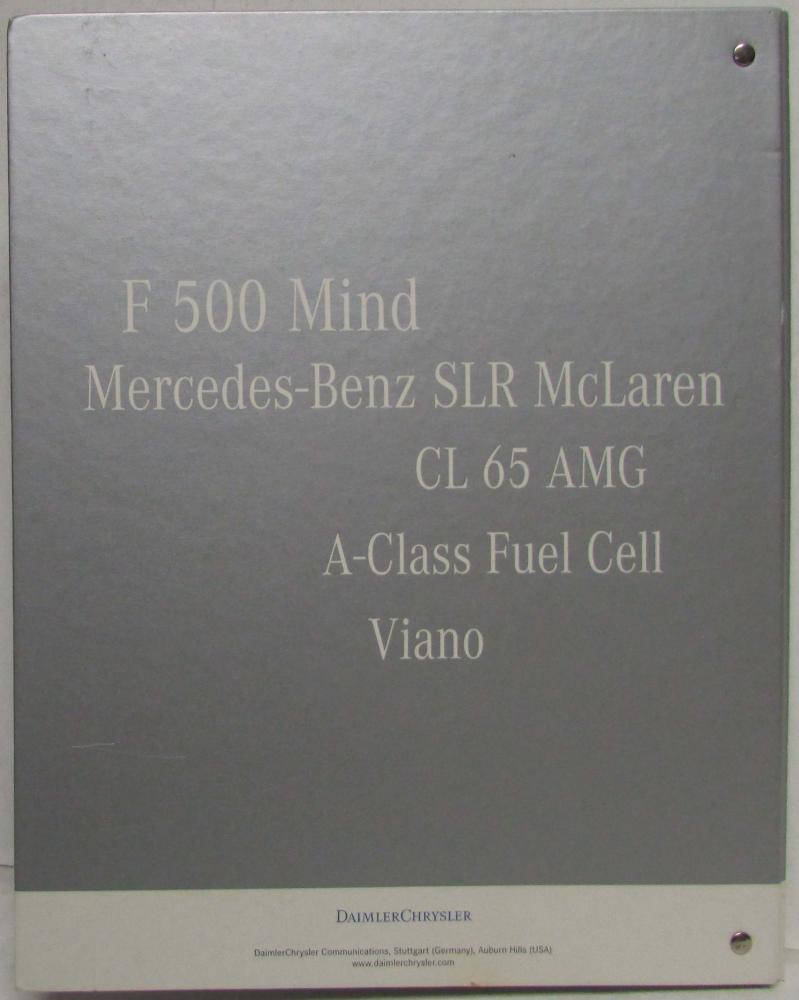 F 500 Mind
Mercedes-Benz SLR McLaren
CL 65 AMG
A-Class Fuel Cell
Viano
DAIMLERCHRYSLER
DaimlerChrysler Communications, Stuttgart (Germany), Auburn Hills (USA)
www.daimlerchrysler.com